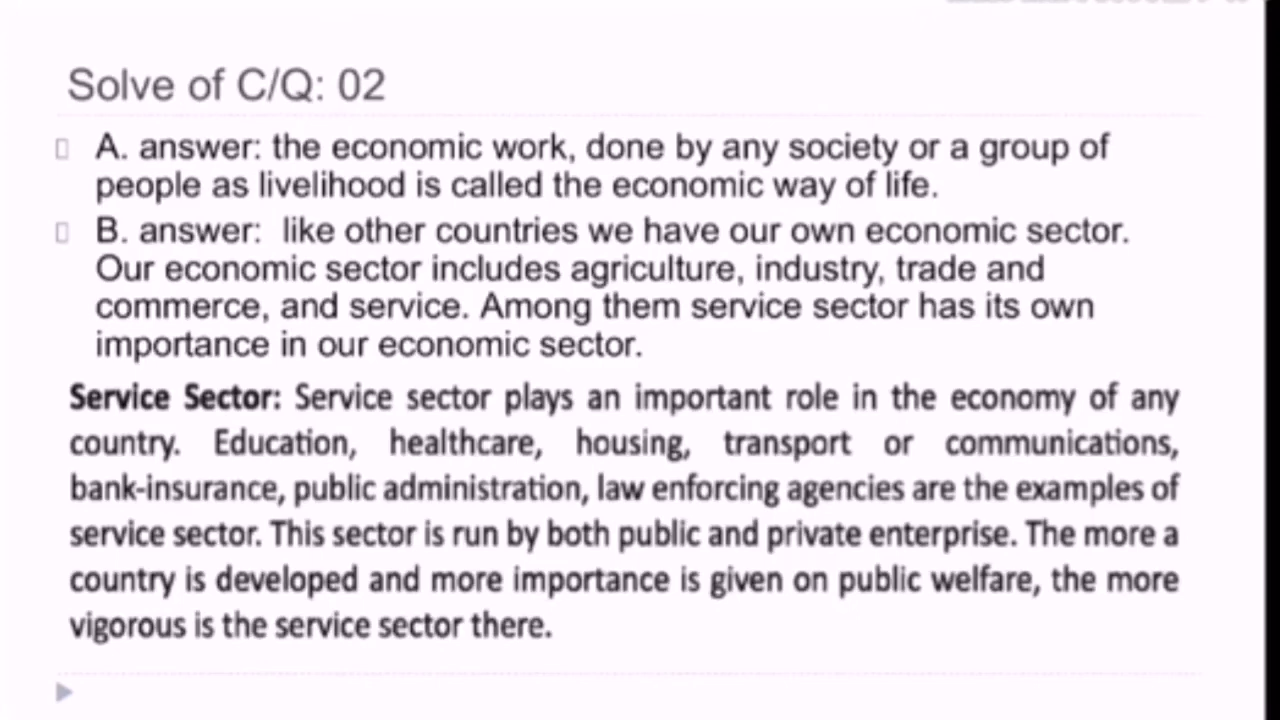 Solve of C/Q: 02
A. answer: the economic work, done by any society or a group of
people as livelihood is called the economic way of life.
B. answer:  like other countries we have our own economic sector.
Our economic sector includes agriculture, industry, trade and
commerce, and service. Among them service sector has its own
importance in our economic sector.
Service Sector: Service sector plays an important role in the economy of any
country. Education, healthcare, housing, transport or communications,
bank-insurance, public administration, law enforcing agencies are the examples of
service sector. This sector is run by both public and private enterprise. The more a
country is developed and more importance is given on public welfare, the more
vigorous is the service sector there.